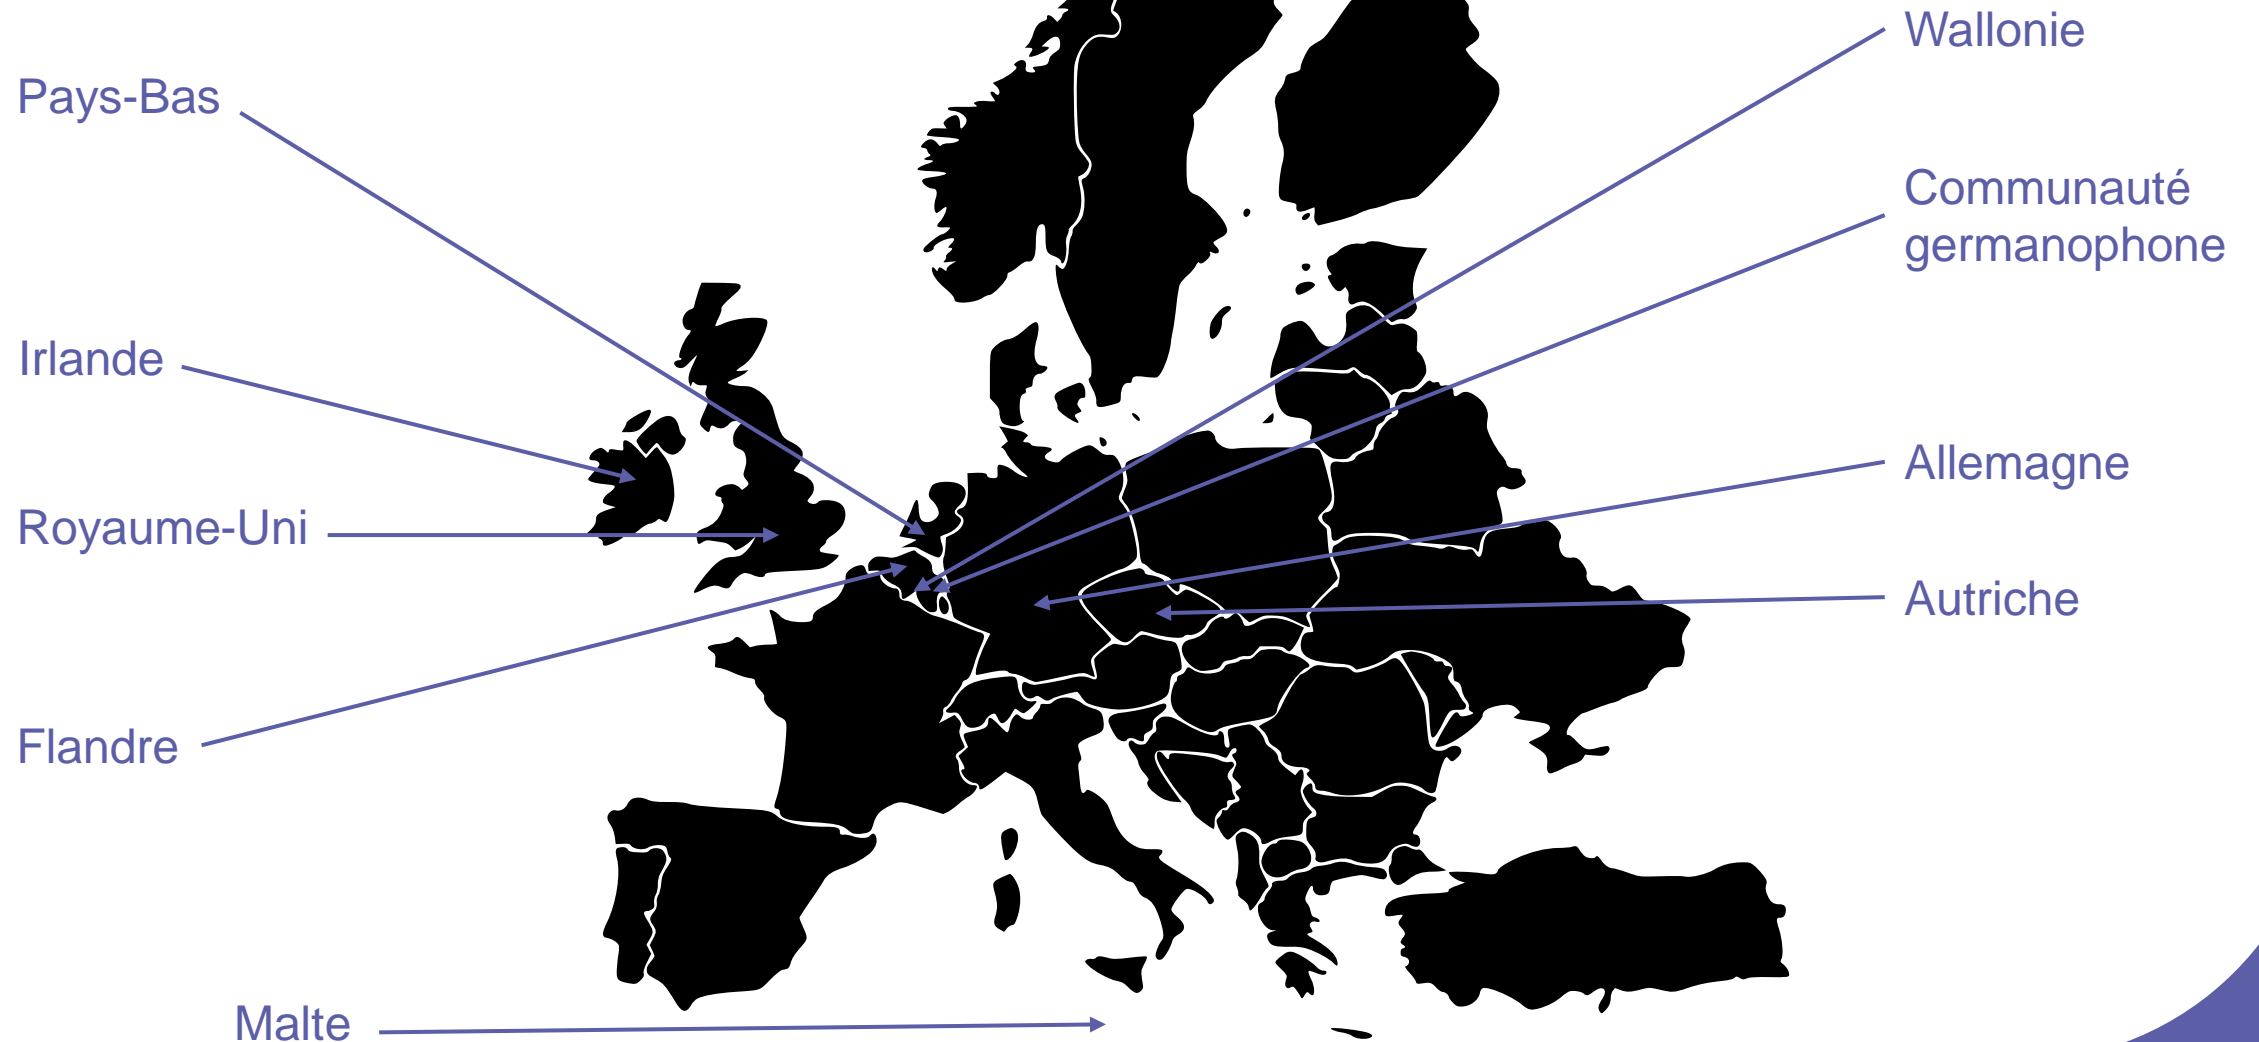 Pays-Bas
Irlande
Royaume-Uni
Flandre
Malte
Wallonie
Communauté
germanophone
Allemagne
Autriche